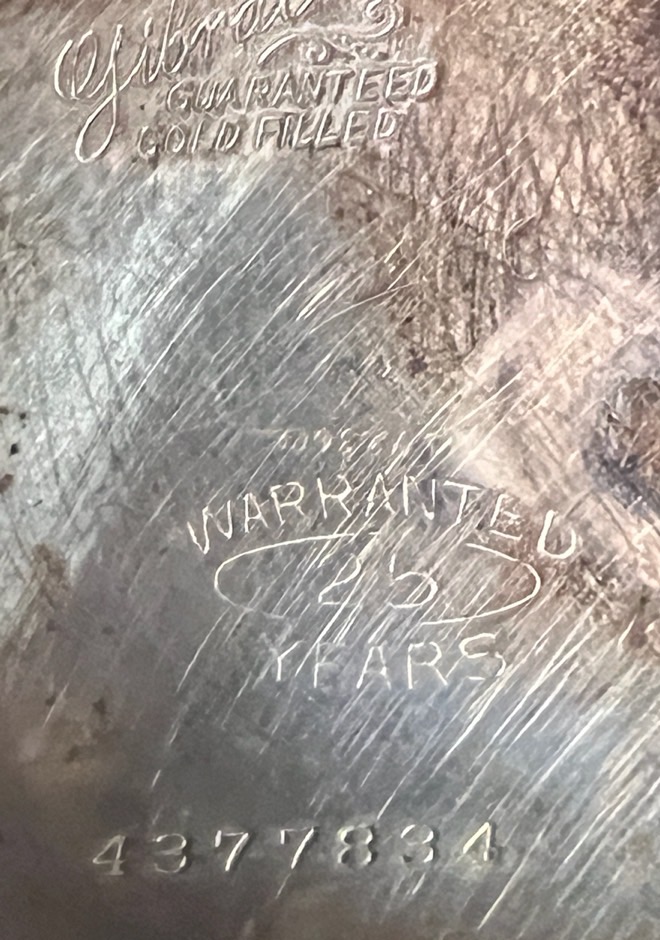 GUARANTEED
GOLD FILLED
WARRANTED
25
YEARS
4377834